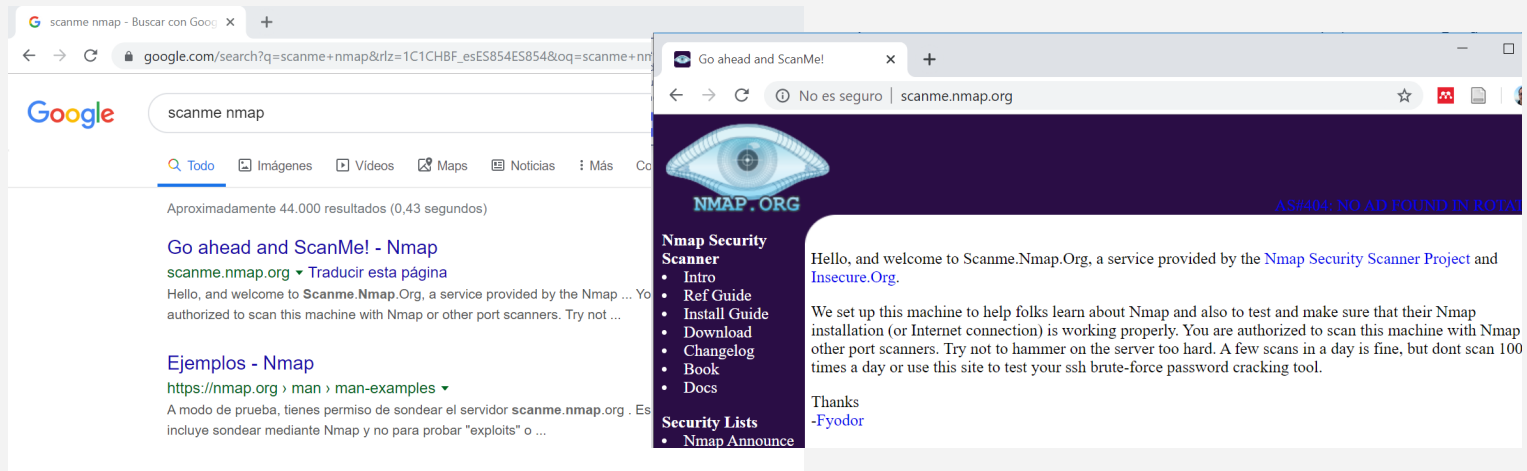 scanme nmap - Buscar con Goog
google.com/search?q=scanme+nmap&rlz=1C1CHBF_esES854ES854&oq=scanme+nm
Google
scanme nmap
Todo Imágenes Vídeos Maps Noticias Más Co
Aproximadamente 44.000 resultados (0,43 segundos)
Go ahead and ScanMe! - Nmap
scanme.nmap.org Traducir esta página
Hello, and welcome to Scanme.Nmap.Org, a service provided by the Nmap ... Yo
authorized to scan this machine with Nmap or other port scanners. Try not ...
Ejemplos - Nmap
https://nmap.org › man › man-examples
A modo de prueba, tienes permiso de sondear el servidor scanme.nmap.org . Es
incluye sondear mediante Nmap y no para probar "exploits" o ...
Go ahead and ScanMe!
No es seguro | scanme.nmap.org
NMAP.ORG
NO AD FOUND IN ROTAT
Nmap Security
Scanner
• Intro
• Ref Guide
• Install Guide
• Download
• Changelog
• Book
• Docs
Security Lists
• Nmap Announce
Hello, and welcome to Scanme.Nmap.Org, a service provided by the Nmap Security Scanner Project and
Insecure.Org.
We set up this machine to help folks learn about Nmap and also to test and make sure that their Nmap
installation (or Internet connection) is working properly. You are authorized to scan this machine with Nmap
other port scanners. Try not to hammer on the server too hard. A few scans in a day is fine, but dont scan 100
times a day or use this site to test your ssh brute-force password cracking tool.
Thanks
-Fyodor